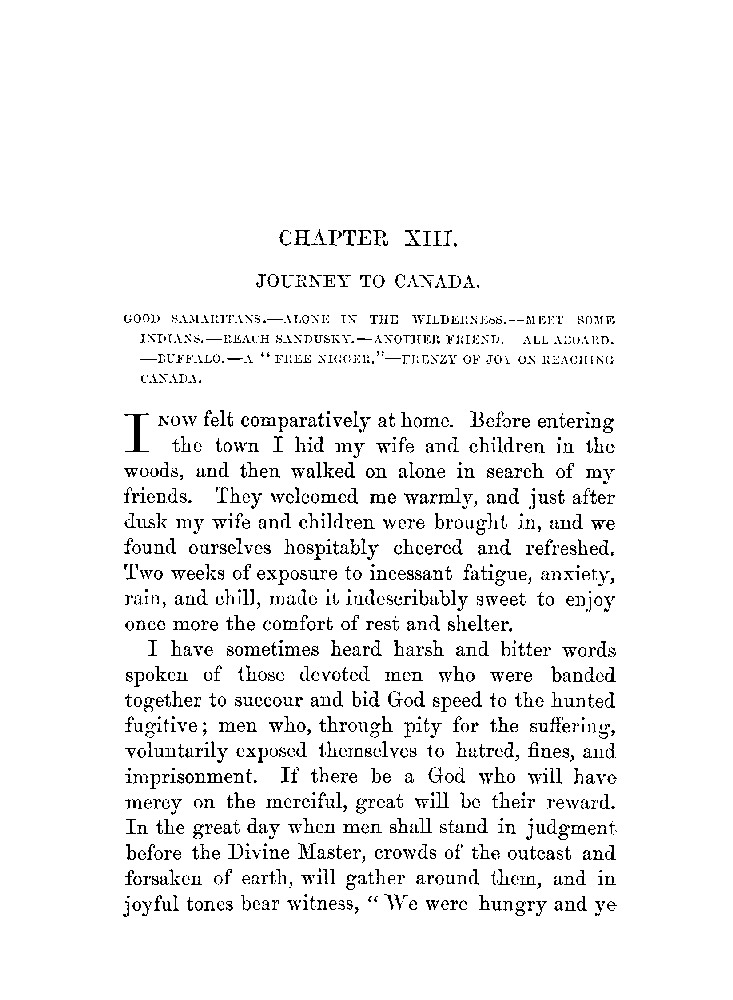 CHAPTER XIII.
JOURNEY TO CANADA.
GOOD SAMARITANS.—ALONE IN THE WILDERNESS.—MEET SOME
INDIANS.—REACH SANDUSKY.—ANOTHER FRIEND. ALL ABOARD.
—BUFFALO.—A "FREE NIGGER."—FRENZY OF JOY ON REACHING
CANADA.
I NOW felt comparatively at home. Before entering
the town I hid my wife and children in the
woods, and then walked on alone in search of my
friends. They welcomed me warmly, and just after
dusk my wife and children were brought in, and we
found ourselves hospitably cheered and refreshed.
Two weeks of exposure to incessant fatigue, anxiety,
rain, and chill, made it indescribably sweet to enjoy
once more the comfort of rest and shelter.
I have sometimes heard harsh and bitter words
spoken of those devoted men who were banded
together to succour and bid God speed to the hunted
fugitive; men who, through pity for the suffering,
voluntarily exposed themselves to hatred, fines, and
imprisonment. If there be a God who will have
mercy on the merciful, great will be their reward.
In the great day when men shall stand in judgment
before the Divine Master, crowds of the outcast and
forsaken of earth, will gather around them, and in
joyful tones bear witness, "We were hungry and ye